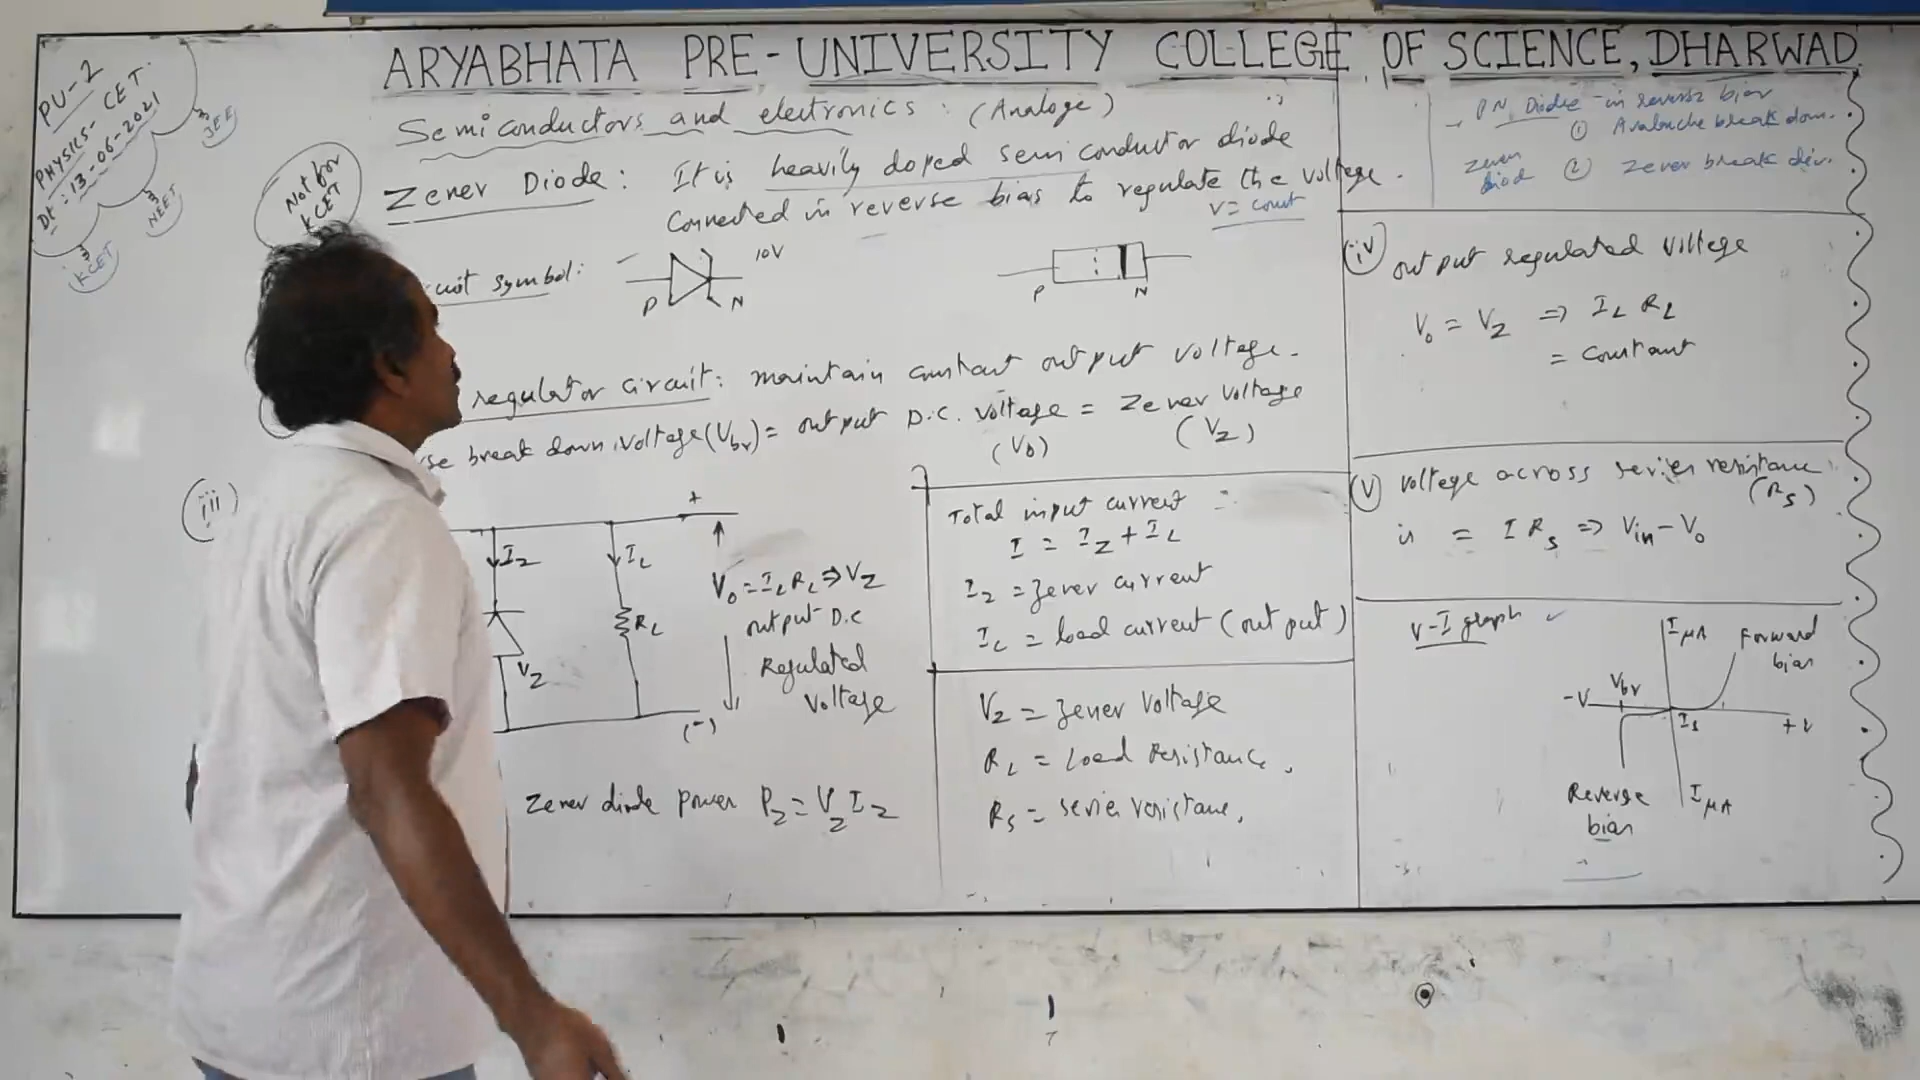 ARYABHATA PRE-UNIVERSITY COLLEGE OF SCIENCE, DHARWAD
PU-2
PHYSICS-CET.
Dt: 13-06-2021
JEE
NEET
KCET
Not for
KCET
Semiconductors and electronics: (Analoge)
Zener Diode: It is heavily doped semiconductor diode
Connected in reverse bias to regulate the voltage.
V = const
symbol:
P
N
10V
P
N
regulator circuit: maintain constant output voltage.
break down voltage (Vbr) = output D.C. voltage = Zener voltage
(V0)
(VZ)
iii
+
IZ
IL
V0 = IL RL ⇒ VZ
RL
output D.C
VZ
Regulated
Voltage
(-)
Zener diode power PZ = VZ IZ
Total input current =
I = IZ + IL
IZ = Zener current
IL = load current (output)
VZ = Zener Voltage
RL = Load Resistance.
RS =
→ PN Diode in reverse bias
① Avalanche break down.
Zener
diod
②
iv
output regulated voltage
V0 = VZ ⇒ IL RL
= Constant
V
voltage across series resistance
(RS)
is = I RS ⇒ Vin - V0
V-I graph
IμA
Forward
bias
Vbr
-V
Is
+V
Reverse
bias
IμA